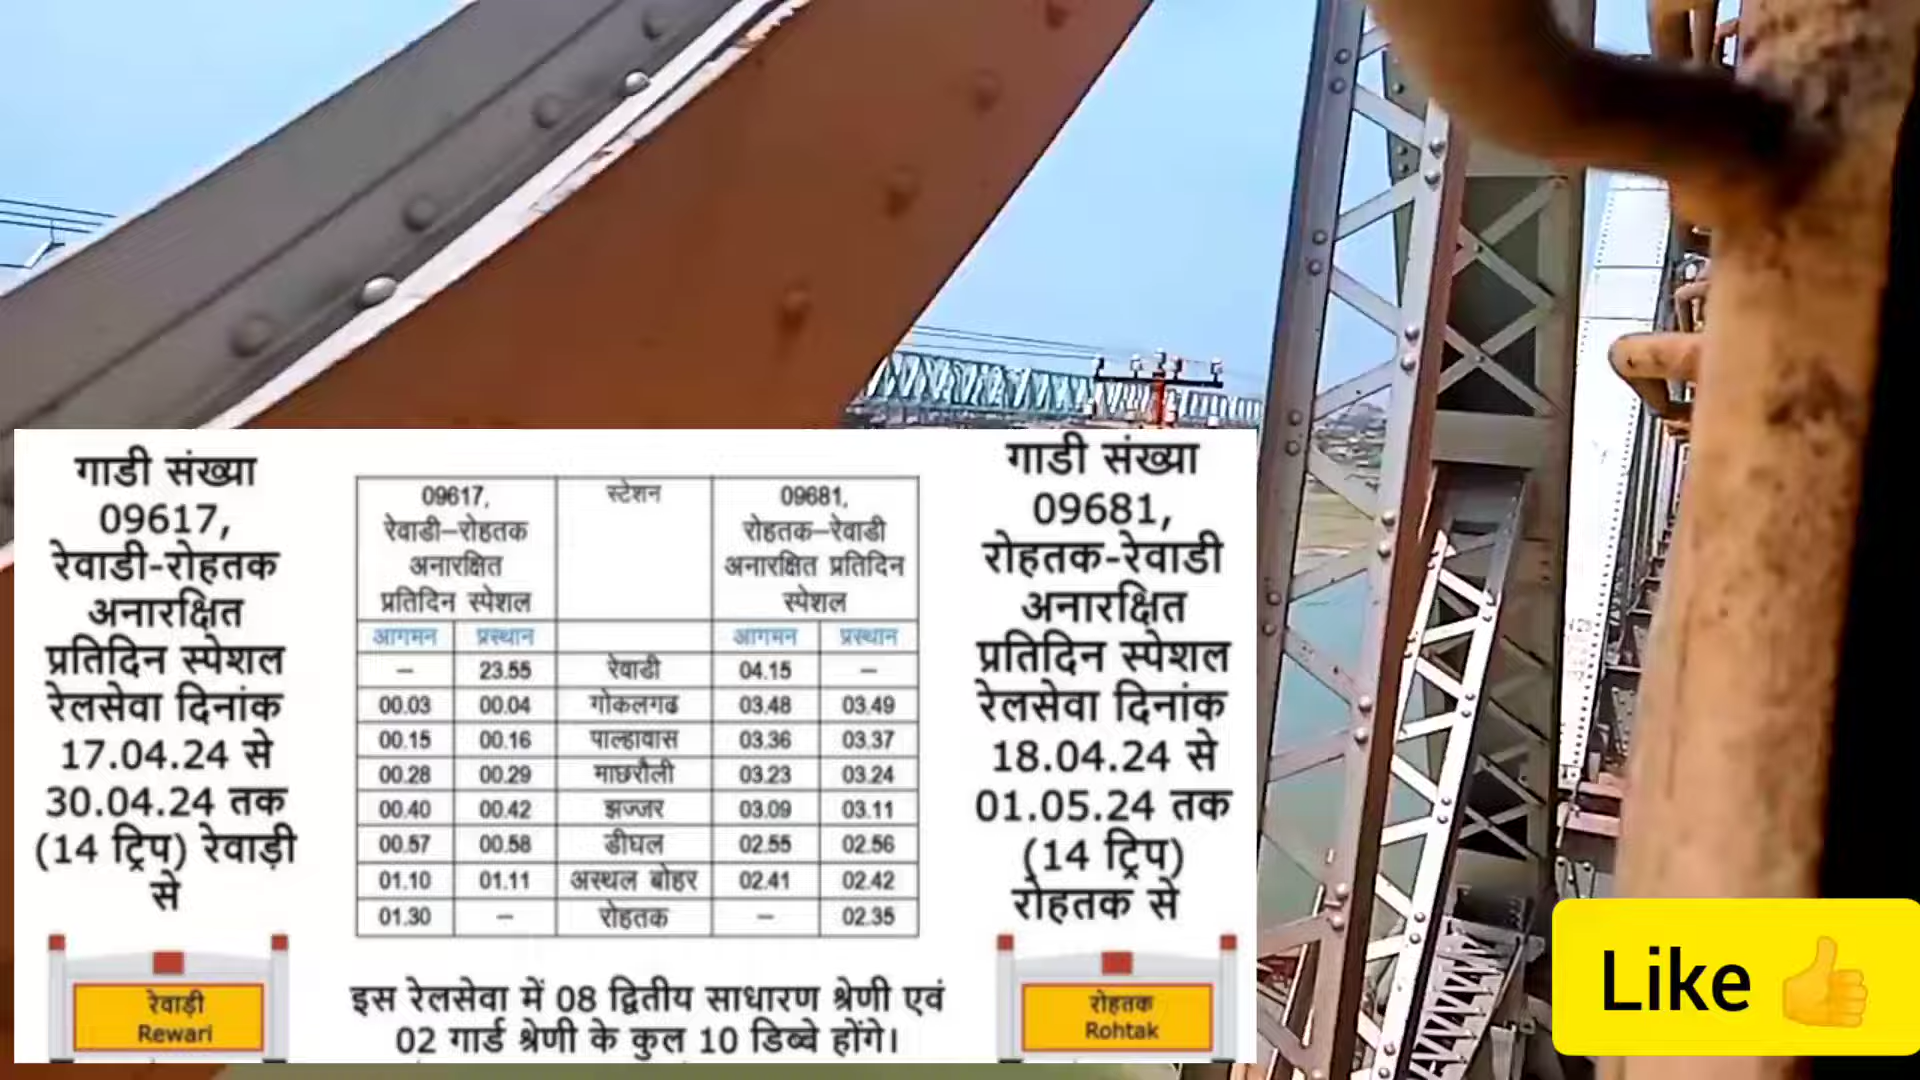 गाडी संख्या
09617,
रेवाडी-रोहतक
अनारक्षित
प्रतिदिन स्पेशल
रेलसेवा दिनांक
17.04.24 से
30.04.24 तक
(14 ट्रिप) रेवाड़ी
से
रेवाड़ी
Rewari
09617,
रेवाडी–रोहतक
अनारक्षित
प्रतिदिन स्पेशल
स्टेशन
09681,
रोहतक–रेवाडी
अनारक्षित प्रतिदिन
स्पेशल
आगमन प्रस्थान आगमन प्रस्थान
– 23.55 रेवाडी 04.15 –
00.03 00.04 गोकलगढ 03.48 03.49
00.15 00.16 पाल्हावास 03.36 03.37
00.28 00.29 माछरौली 03.23 03.24
00.40 00.42 झज्जर 03.09 03.11
00.57 00.58 डीघल 02.55 02.56
01.10 01.11 अस्थल बोहर 02.41 02.42
01.30 – रोहतक – 02.35
इस रेलसेवा में 08 द्वितीय साधारण श्रेणी एवं
02 गार्ड श्रेणी के कुल 10 डिब्बे होंगे।
गाडी संख्या
09681,
रोहतक-रेवाडी
अनारक्षित
प्रतिदिन स्पेशल
रेलसेवा दिनांक
18.04.24 से
01.05.24 तक
(14 ट्रिप)
रोहतक से
रोहतक
Rohtak
Like